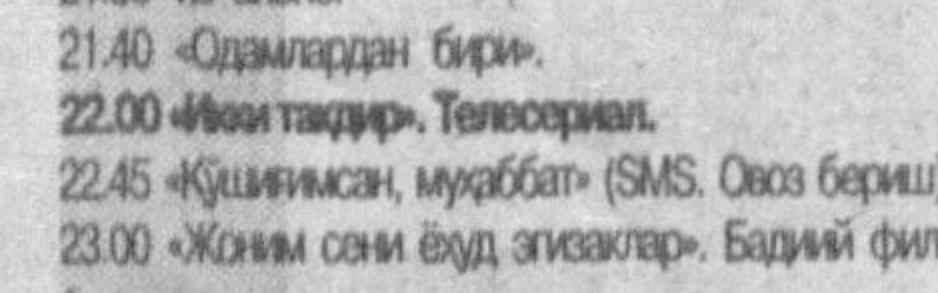 21.40 «Одамлардан бири».
22.00 «Икки тақдир». Телесериал.
22.45 «Қўшиғимсан, муҳаббат» (SMS. Овоз бериш)
23.00 «Жоним сени ёхуд эгизаклар». Бадиий фил